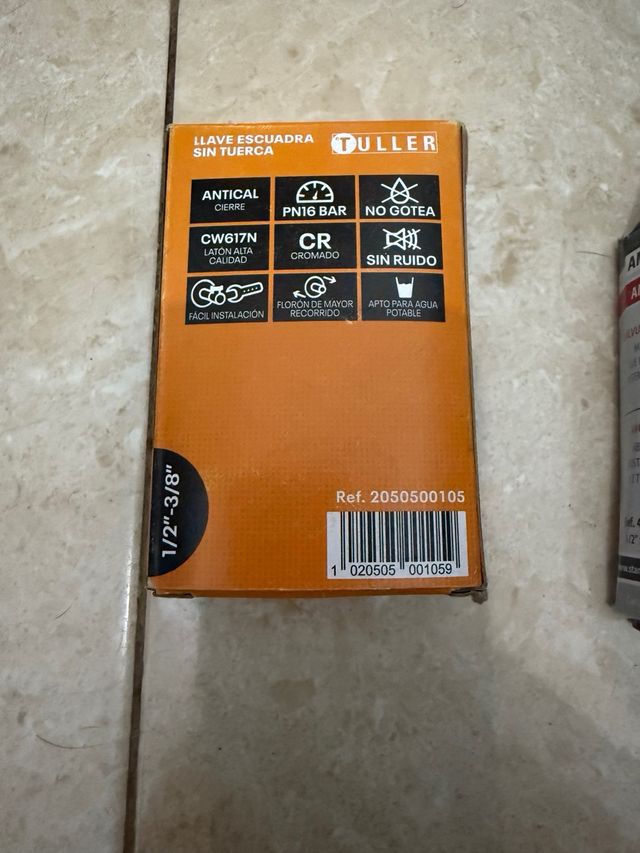 LLAVE ESCUADRA
SIN TUERCA
TULLER
ANTICAL
CIERRE
PN16 BAR
NO GOTEA
CW617N
LATÓN ALTA
CALIDAD
CR
CROMADO
SIN RUIDO
FÁCIL INSTALACIÓN
FLORÓN DE MAYOR
RECORRIDO
APTO PARA AGUA
POTABLE
1/2"-3/8"
Ref. 2050500105
1 020505 001059